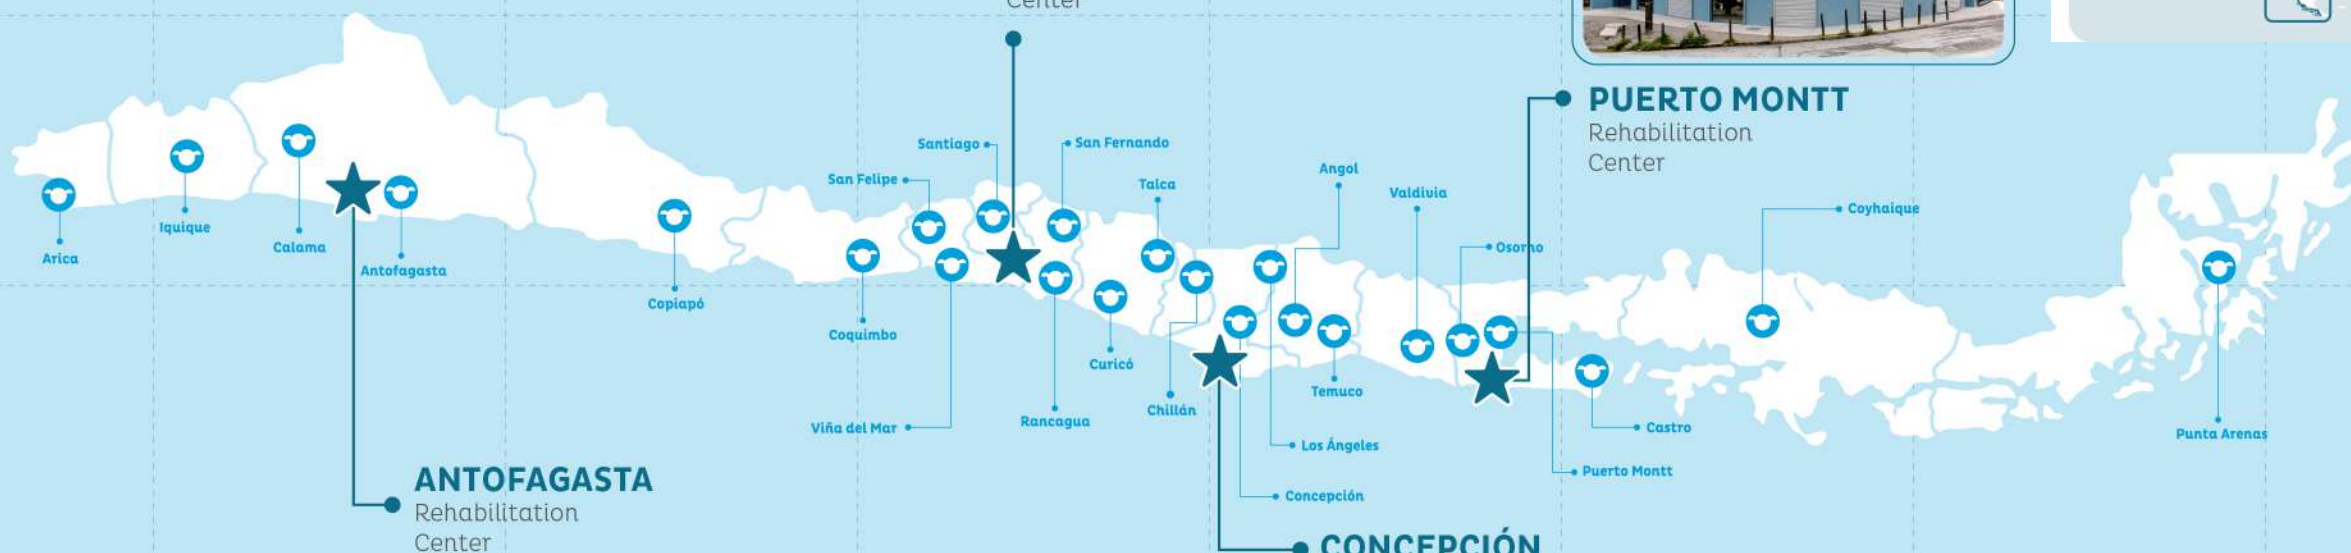 Center
PUERTO MONTT
Rehabilitation
Center
Santiago
San Fernando
Angol
San Felipe
Talca
Valdivia
Coyhaique
Iquique
Calama
Osorno
Arica
Antofagasta
Copiapó
Coquimbo
Curicó
Temuco
Chillán
Rancagua
Viña del Mar
Castro
Punta Arenas
Los Ángeles
Puerto Montt
ANTOFAGASTA
Rehabilitation
Center
Concepción
CONCEPCIÓN